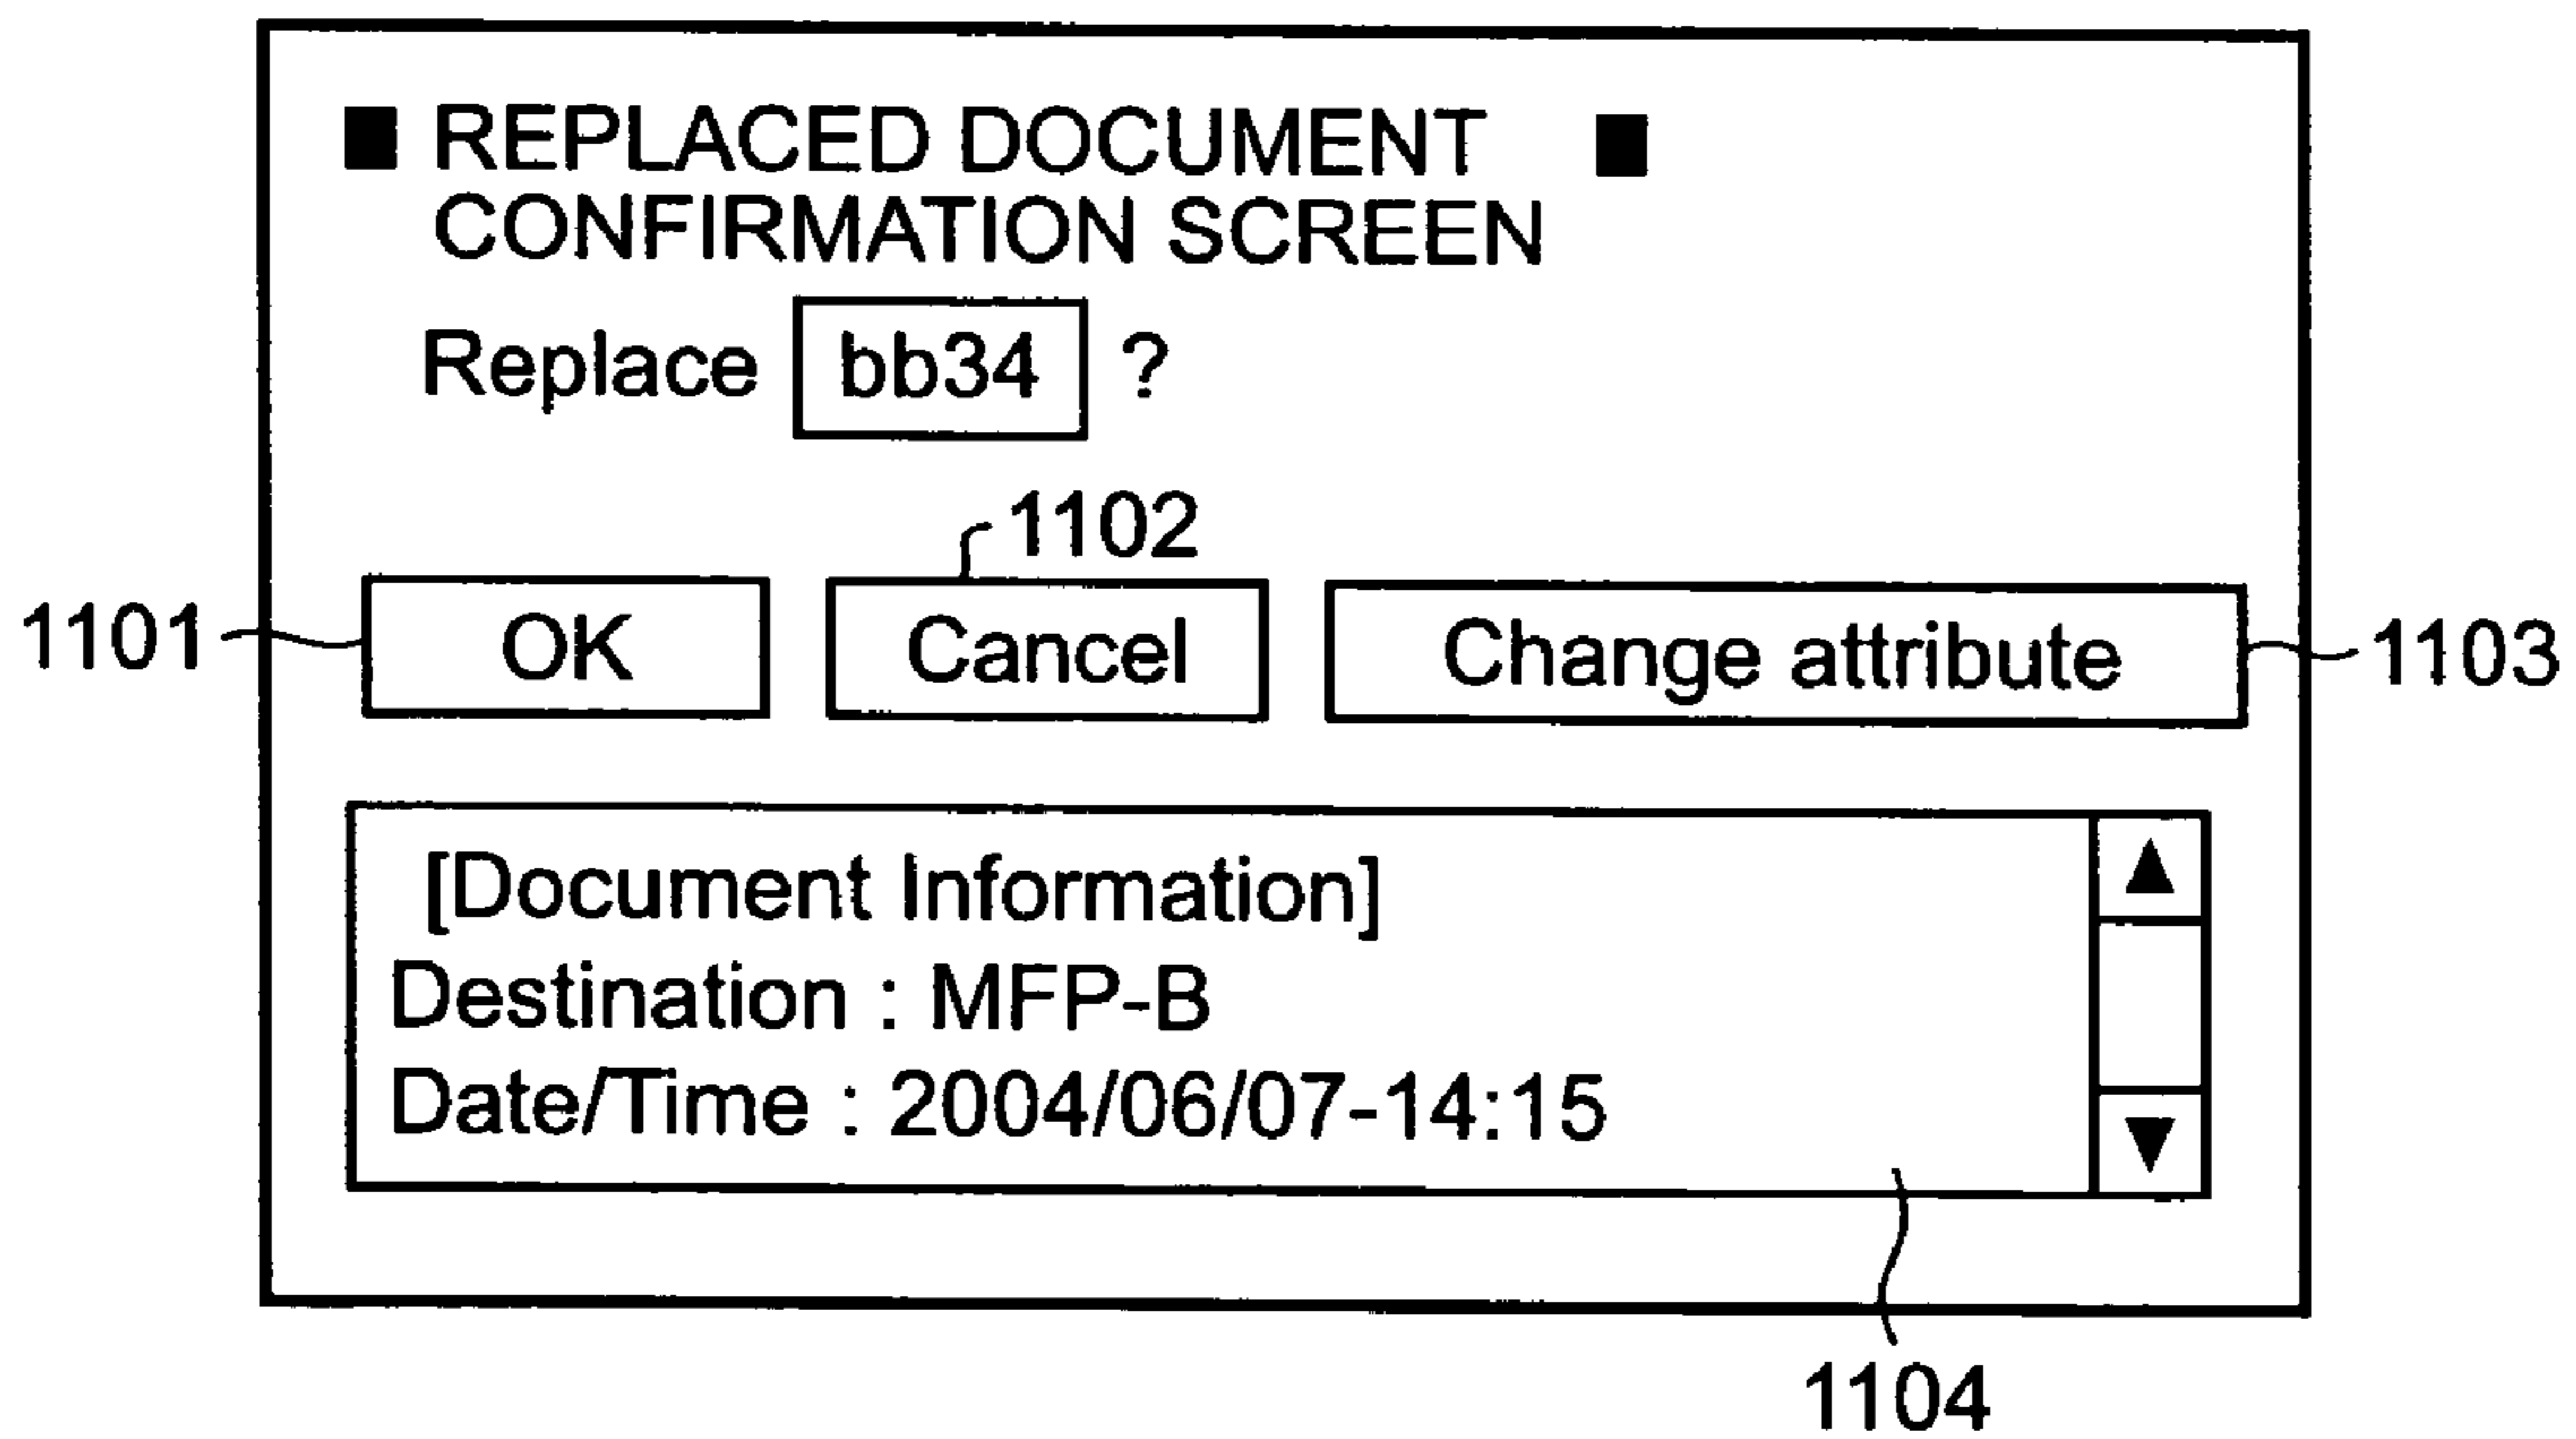 ■ REPLACED DOCUMENT ■
CONFIRMATION SCREEN
Replace bb34 ?
1102
1101 OK Cancel Change attribute 1103
[Document Information]
Destination : MFP-B
Date/Time : 2004/06/07-14:15
1104